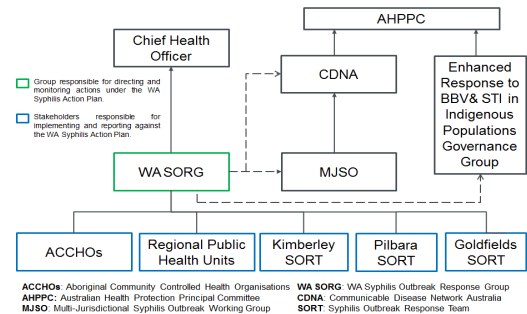 AHPPC
Chief Health
Officer
CDNA
Enhanced
Response to
BBV& STI in
Indigenous
Populations
Governance
Group
Group responsible for directing and
monitoring actions under the WA
Syphilis Action Plan.
Stakeholders responsible for
implementing and reporting against
the WA Syphilis Action Plan.
WA SORG
MJSO
ACCHOs
Regional Public
Health Units
Kimberley
SORT
Pilbara
SORT
Goldfields
SORT
ACCHOs: Aboriginal Community Controlled Health Organisations WA SORG: WA Syphilis Outbreak Response Group
AHPPC: Australian Health Protection Principal Committee CDNA: Communicable Disease Network Australia
MJSO: Multi-Jurisdictional Syphilis Outbreak Working Group SORT: Syphilis Outbreak Response Team